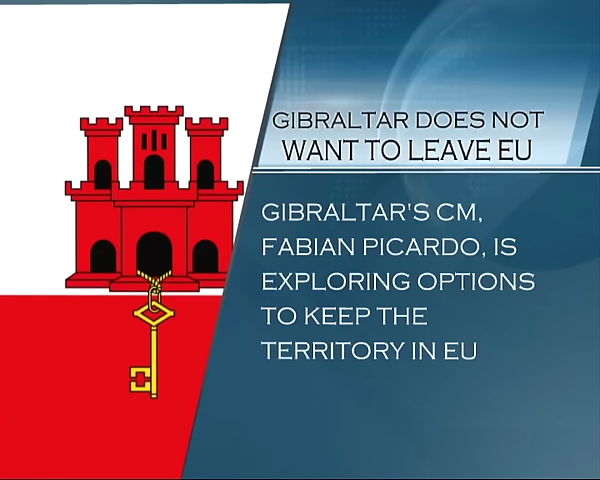 GIBRALTAR DOES NOT
WANT TO LEAVE EU
GIBRALTAR'S CM,
FABIAN PICARDO, IS
EXPLORING OPTIONS
TO KEEP THE
TERRITORY IN EU